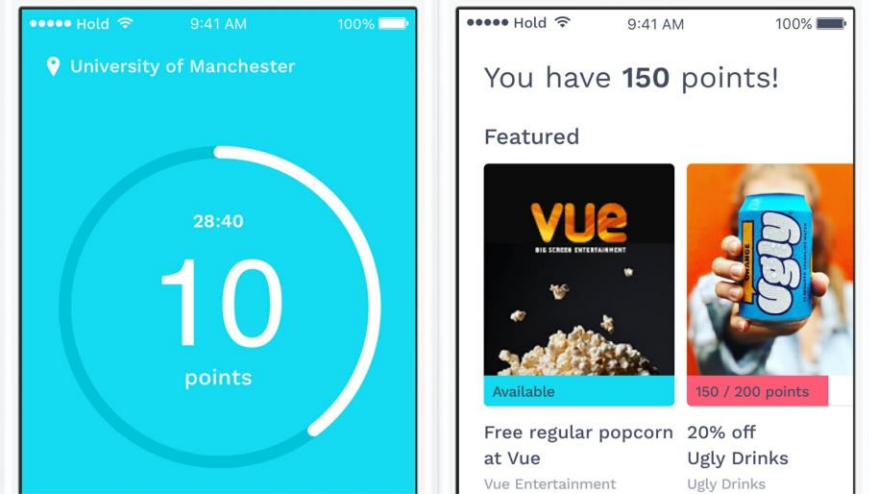 Hold 9:41 AM 100%
University of Manchester
28:40
10
points
Hold 9:41 AM 100%
You have 150 points!
Featured
VUE
BIG SCREEN ENTERTAINMENT
ORANGE
Ugly
Available
150 / 200 points
Free regular popcorn
at Vue
Vue Entertainment
20% off
Ugly Drinks
Ugly Drinks